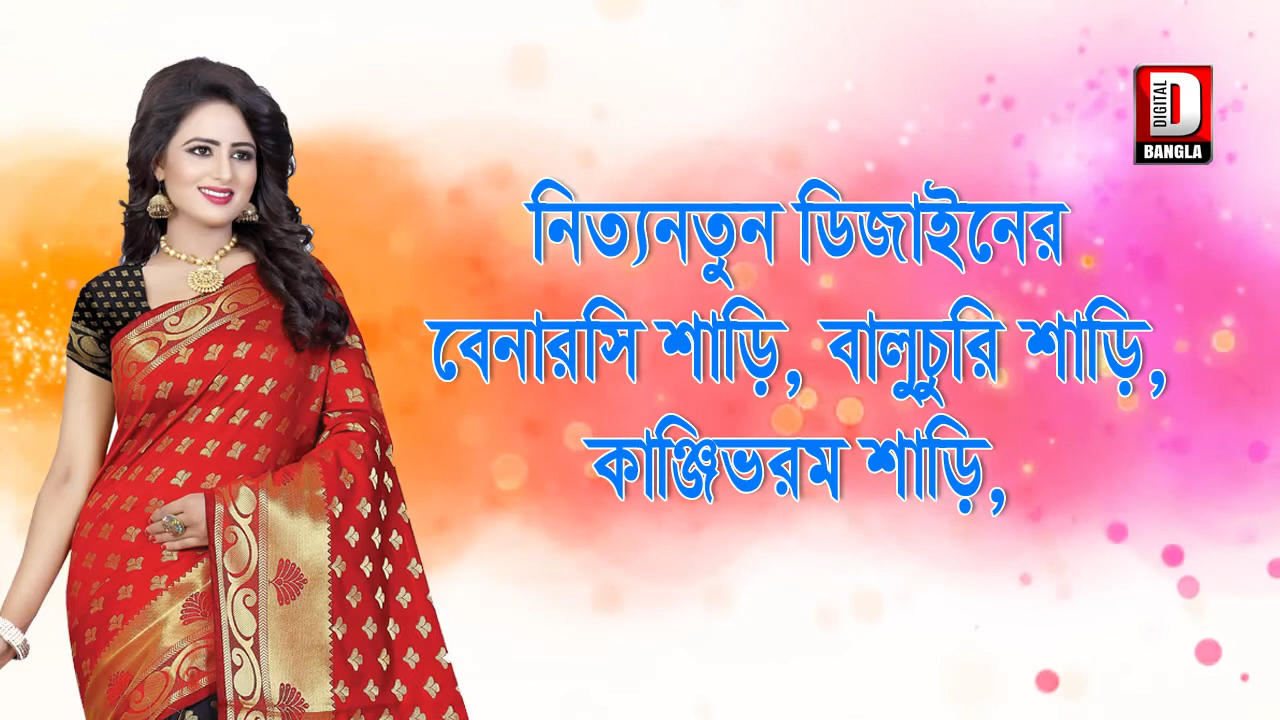 DIGITAL
D
BANGLA
নিত্যনতুন ডিজাইনের
বেনারসি শাড়ি, বালুচুরি শাড়ি,
কাঞ্জিভরম শাড়ি,